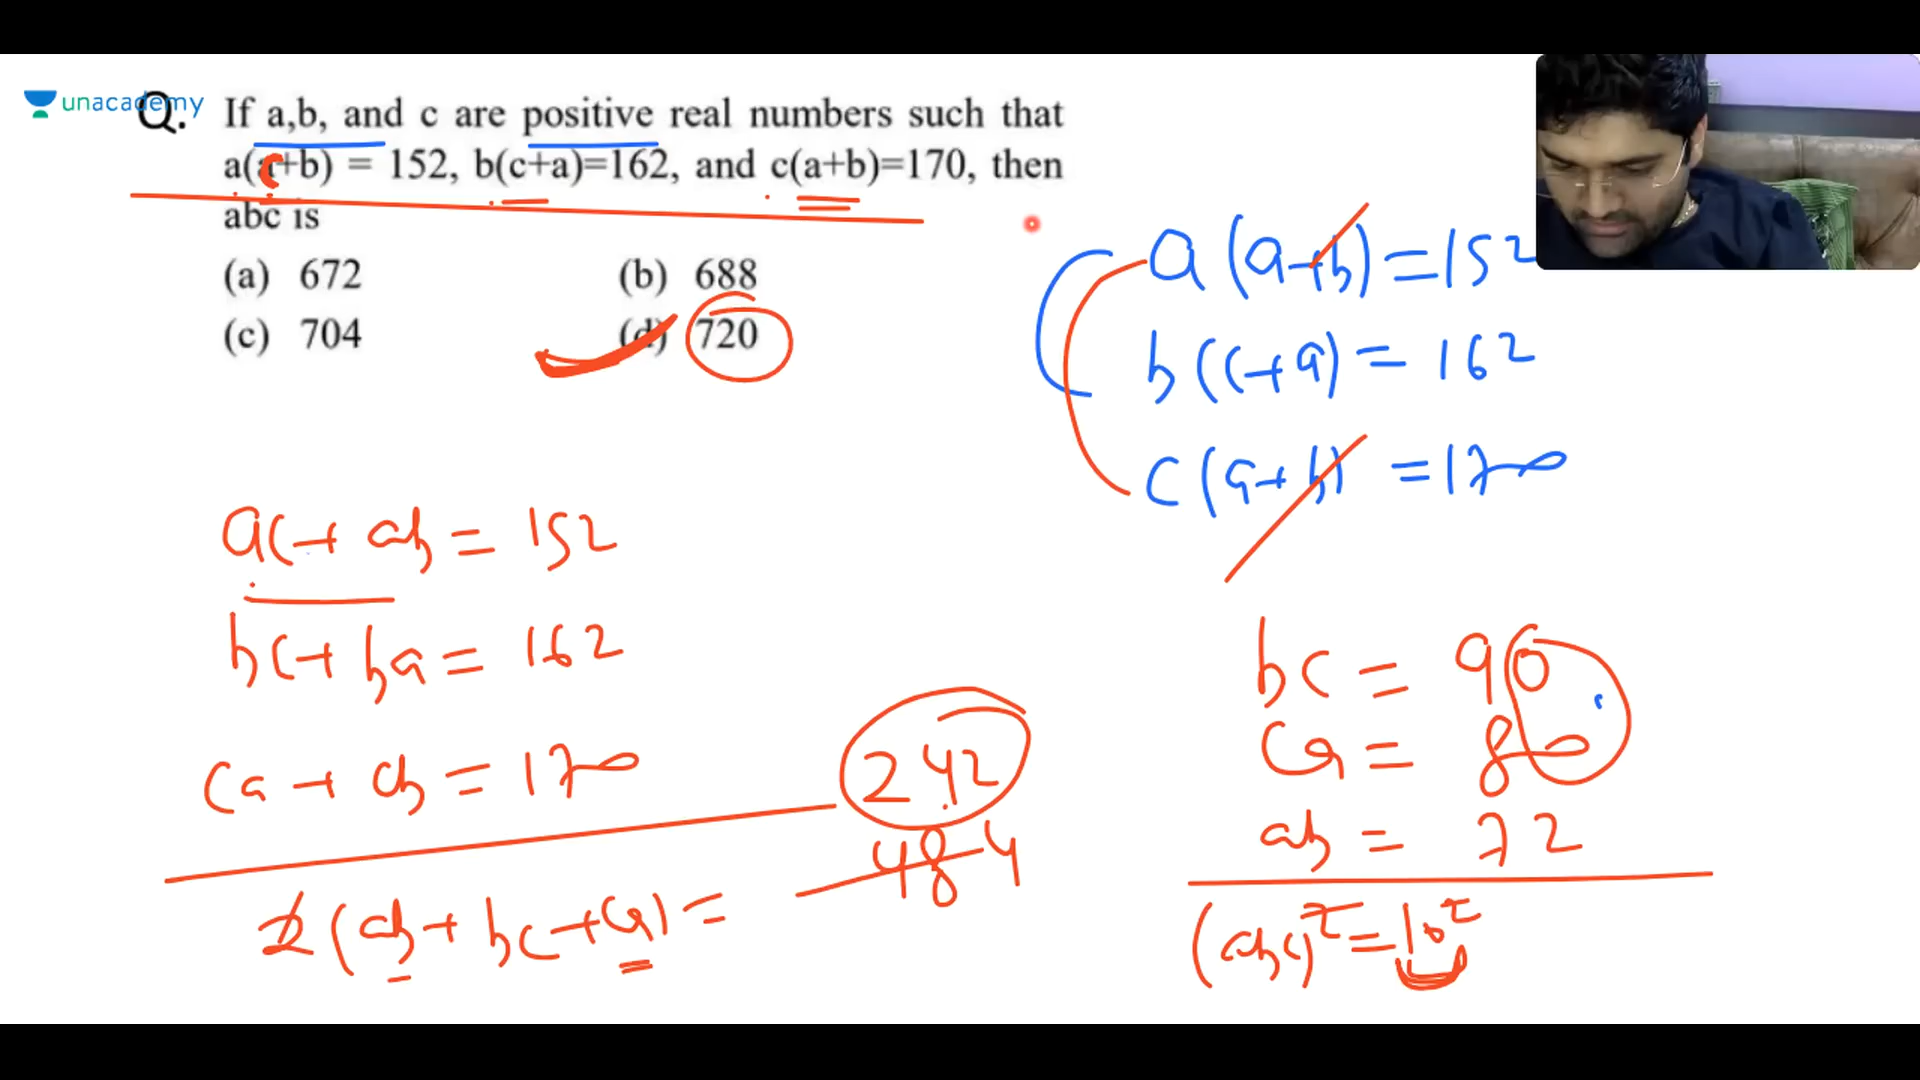 unacademy
Q. If a,b, and c are positive real numbers such that
a(c+b) = 152, b(c+a)=162, and c(a+b)=170, then
abc is
(a) 672
(b) 688
(c) 704
(d) 720
a (a+b) = 152
b (c+a) = 162
c (a+b) = 170
ac + ab = 152
bc + ba = 162
ca + cb = 170
242
2 (ab + bc + ca) = 484
bc = 90
ca = 80
ab = 72
(abc)² = 10²